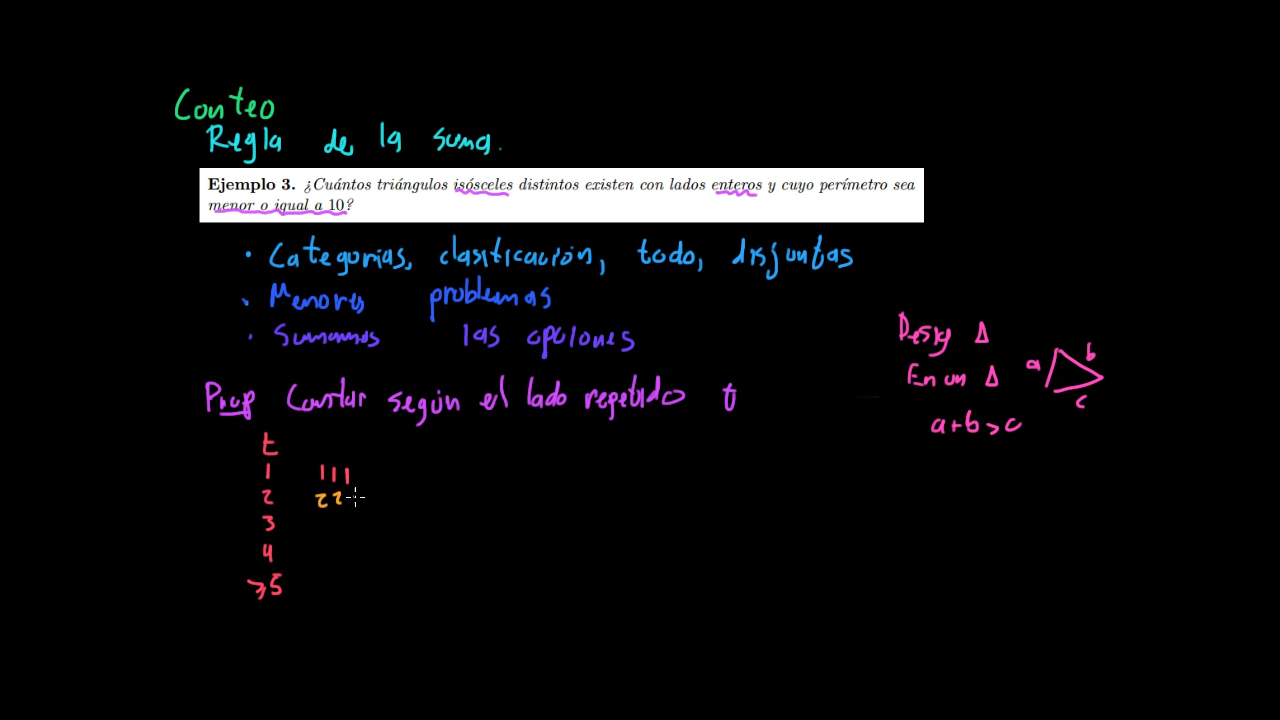 Conteo
Regla de la suma.
Ejemplo 3. ¿Cuántos triángulos isósceles distintos existen con lados enteros y cuyo perímetro sea
menor o igual a 10?
• Categorías, clasificación, todo, disjuntas
• Menores problemas
• Sumamos las opciones
Desig Δ
En un Δ
a b
c
a+b>c
Prop Contar según el lado repetido t
t
1 111
2 22
3
4
≥5